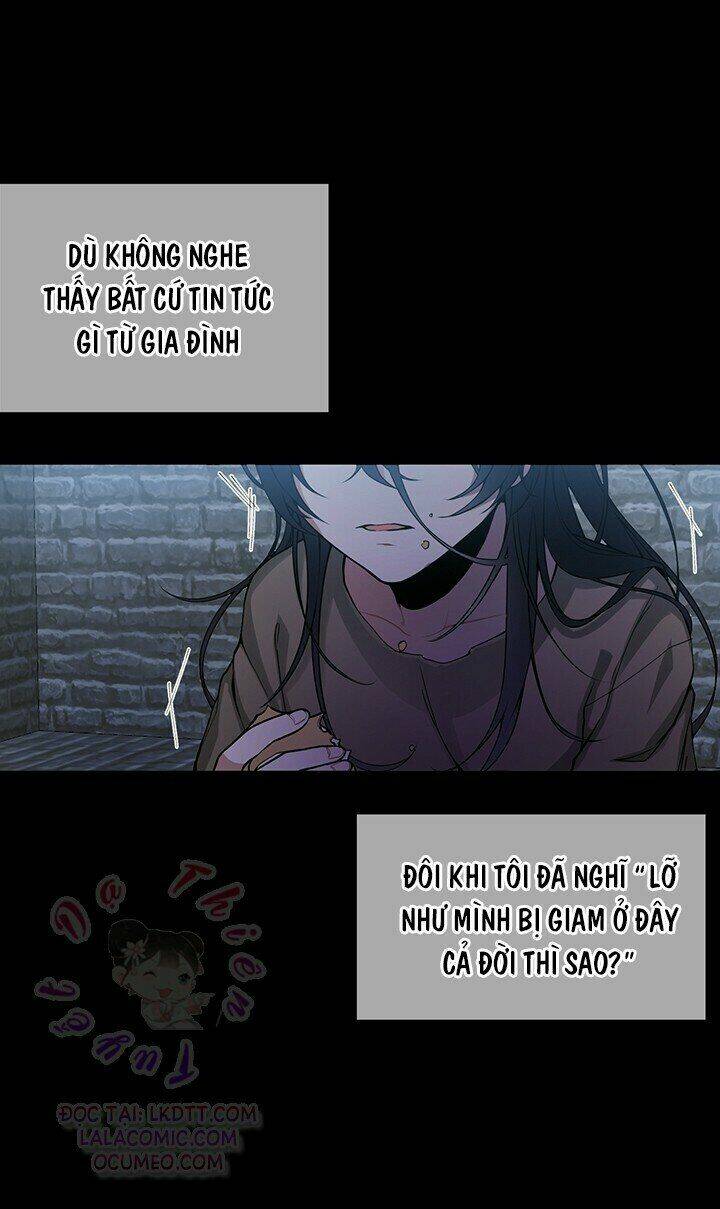 DÙ KHÔNG NGHE
THẤY BẤT CỨ TIN TỨC
GÌ TỪ GIA ĐÌNH
ĐÔI KHI TÔI ĐÃ NGHĨ “LỠ
NHƯ MÌNH BỊ GIAM Ở ĐÂY
CẢ ĐỜI THÌ SAO?”
Dạ Thiên
Tuyết
ĐỌC TẠI: LKDTT.COM
LALACOMIC.COM
OCUMEO.COM